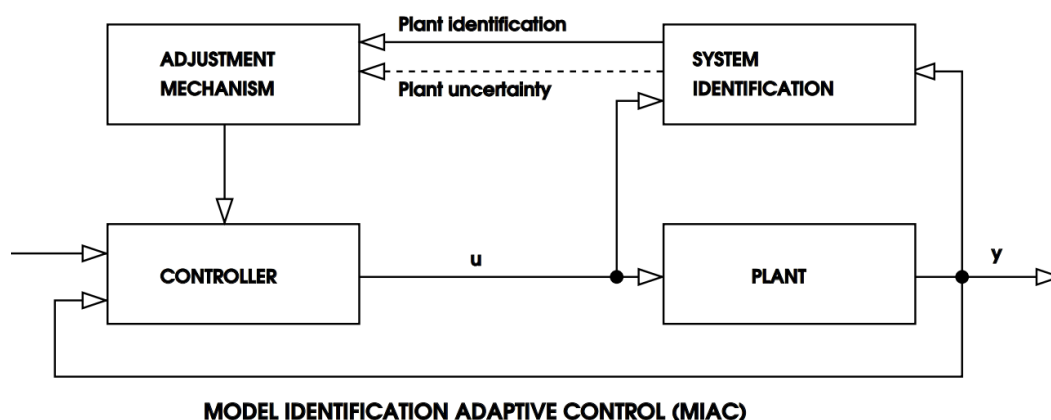 Plant identification
ADJUSTMENT
MECHANISM
Plant uncertainty
SYSTEM
IDENTIFICATION
CONTROLLER
u
PLANT
y
MODEL IDENTIFICATION ADAPTIVE CONTROL (MIAC)